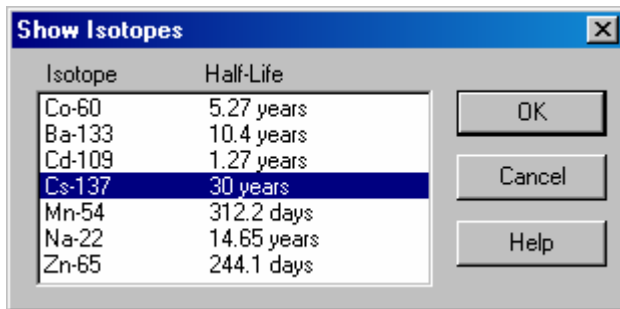 Show Isotopes
Isotope Half-Life
Co-60 5.27 years
Ba-133 10.4 years
Cd-109 1.27 years
Cs-137 30 years
Mn-54 312.2 days
Na-22 14.65 years
Zn-65 244.1 days
OK
Cancel
Help